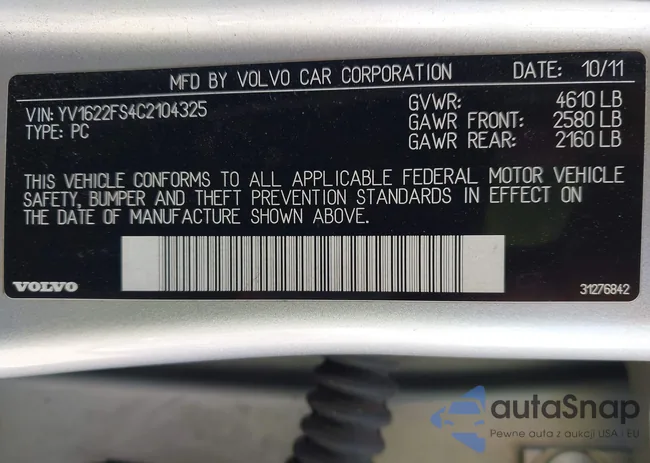 MFD BY VOLVO CAR CORPORATION DATE: 10/11
VIN: YV1622FS4C2104325 GVWR: 4610 LB
TYPE: PC GAWR FRONT: 2580 LB
GAWR REAR: 2160 LB
THIS VEHICLE CONFORMS TO ALL APPLICABLE FEDERAL MOTOR VEHICLE
SAFETY, BUMPER AND THEFT PREVENTION STANDARDS IN EFFECT ON
THE DATE OF MANUFACTURE SHOWN ABOVE.
VOLVO 31276842
autaSnap
Pewne auta z aukcji USA i EU